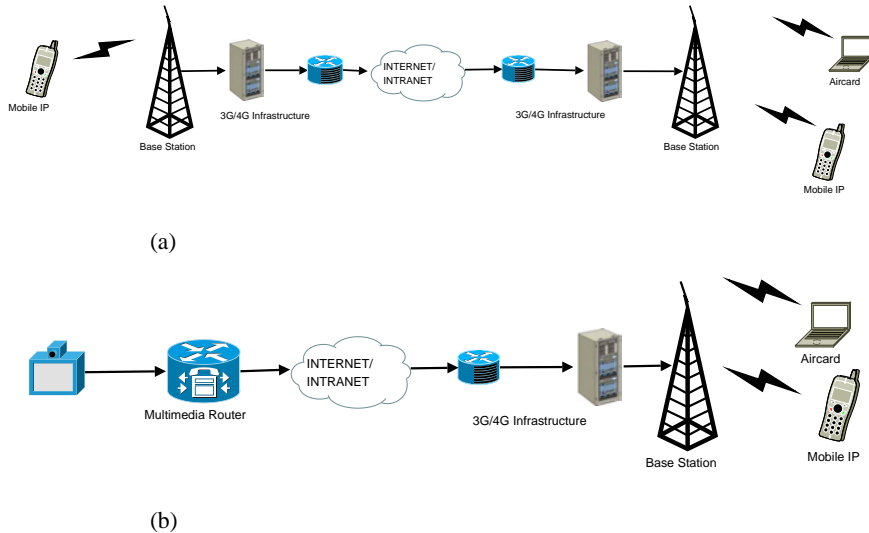 INTERNET/
INTRANET
Mobile IP
3G/4G Infrastructure
Base Station
3G/4G Infrastructure
Base Station
Aircard
Mobile IP
(a)
INTERNET/
INTRANET
Multimedia Router
3G/4G Infrastructure
Base Station
Aircard
Mobile IP
(b)